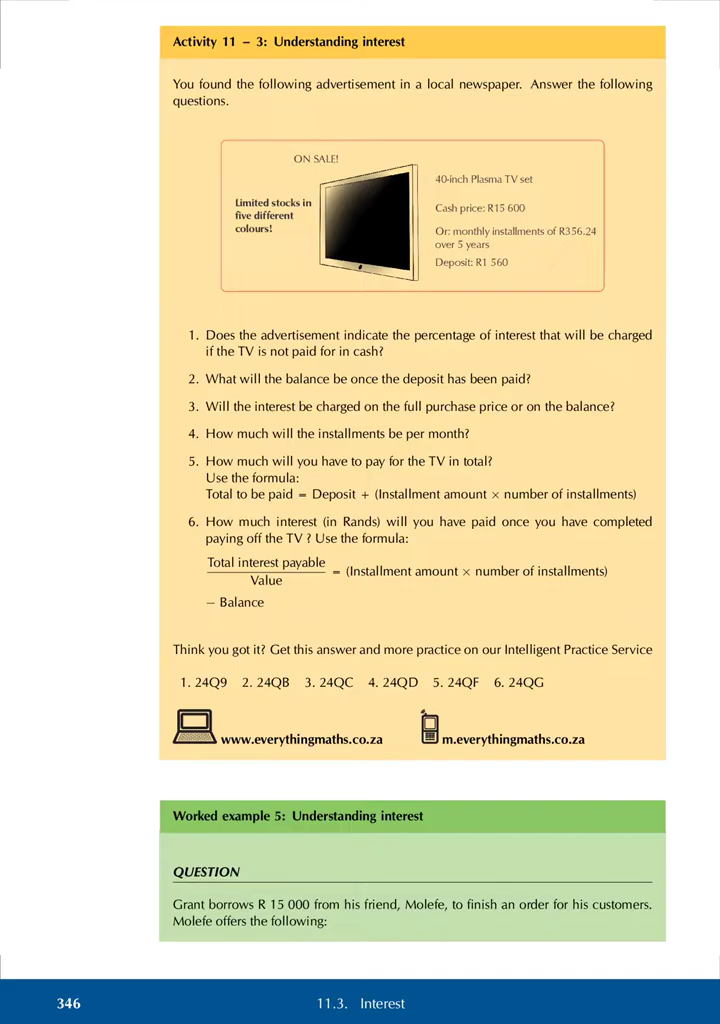 Activity 11 – 3: Understanding interest
You found the following advertisement in a local newspaper. Answer the following
questions.
ON SALE!
Limited stocks in
five different
colours!
40-inch Plasma TV set
Cash price: R15 600
Or: monthly installments of R356.24
over 5 years
Deposit: R1 560
1. Does the advertisement indicate the percentage of interest that will be charged
if the TV is not paid for in cash?
2. What will the balance be once the deposit has been paid?
3. Will the interest be charged on the full purchase price or on the balance?
4. How much will the installments be per month?
5. How much will you have to pay for the TV in total?
Use the formula:
Total to be paid = Deposit + (Installment amount × number of installments)
6. How much interest (in Rands) will you have paid once you have completed
paying off the TV ? Use the formula:
Total interest payable
Value
= (Installment amount × number of installments)
− Balance
Think you got it? Get this answer and more practice on our Intelligent Practice Service
1. 24Q9 2. 24QB 3. 24QC 4. 24QD 5. 24QF 6. 24QG
www.everythingmaths.co.za m.everythingmaths.co.za
Worked example 5: Understanding interest
QUESTION
Grant borrows R 15 000 from his friend, Molefe, to finish an order for his customers.
Molefe offers the following:
346 11.3. Interest